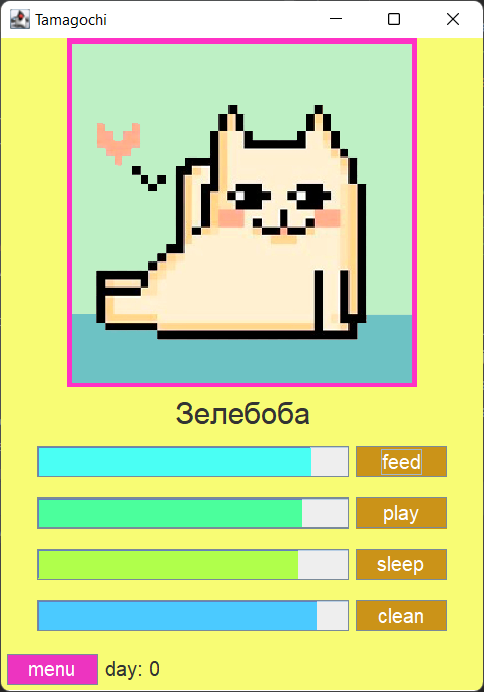 Tamagochi
Зелебоба
feed
play
sleep
clean
menu day: 0